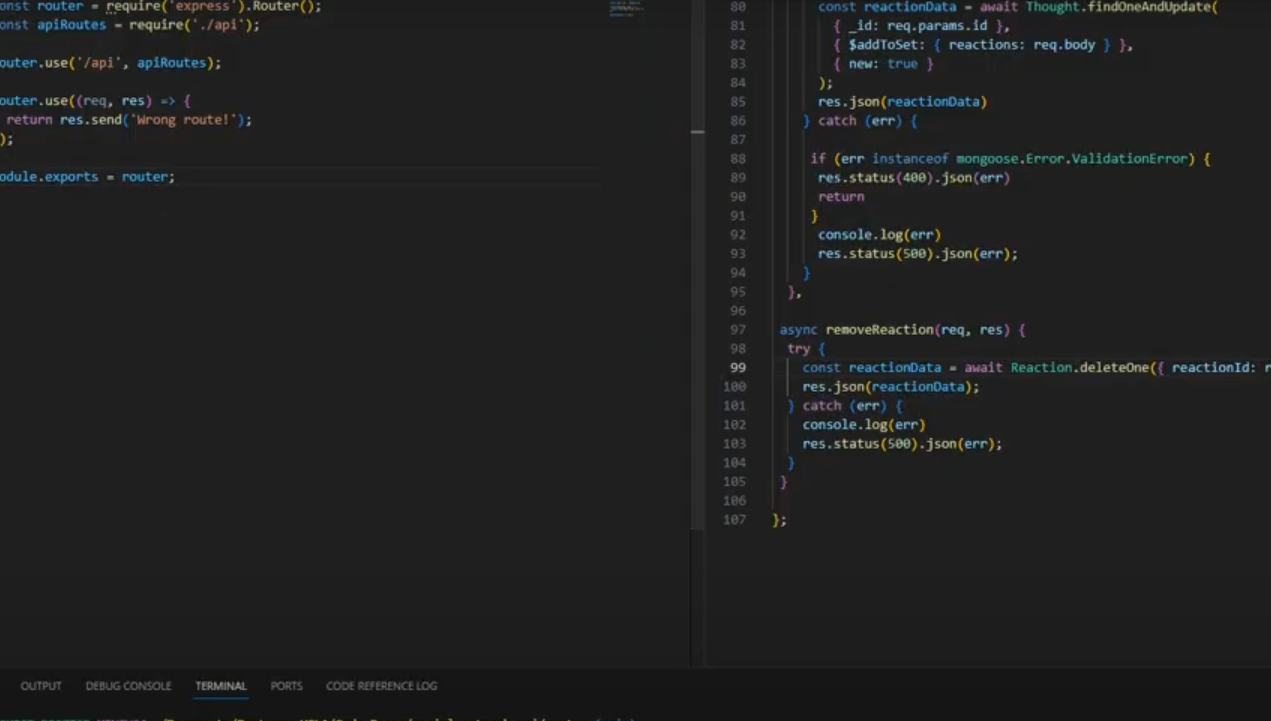 onst router = require('express').Router();
onst apiRoutes = require('./api');
outer.use('/api', apiRoutes);
outer.use((req, res) => {
return res.send('Wrong route!');
);
odule.exports = router;
80 const reactionData = await Thought.findOneAndUpdate(
81 { _id: req.params.id },
82 { $addToSet: { reactions: req.body } },
83 { new: true }
84 );
85 res.json(reactionData)
86 } catch (err) {
87
88 if (err instanceof mongoose.Error.ValidationError) {
89 res.status(400).json(err)
90 return
91 }
92 console.log(err)
93 res.status(500).json(err);
94 }
95 },
96
97 async removeReaction(req, res) {
98 try {
99 const reactionData = await Reaction.deleteOne({ reactionId: r
100 res.json(reactionData);
101 } catch (err) {
102 console.log(err)
103 res.status(500).json(err);
104 }
105 }
106
107 };
OUTPUT DEBUG CONSOLE TERMINAL PORTS CODE REFERENCE LOG